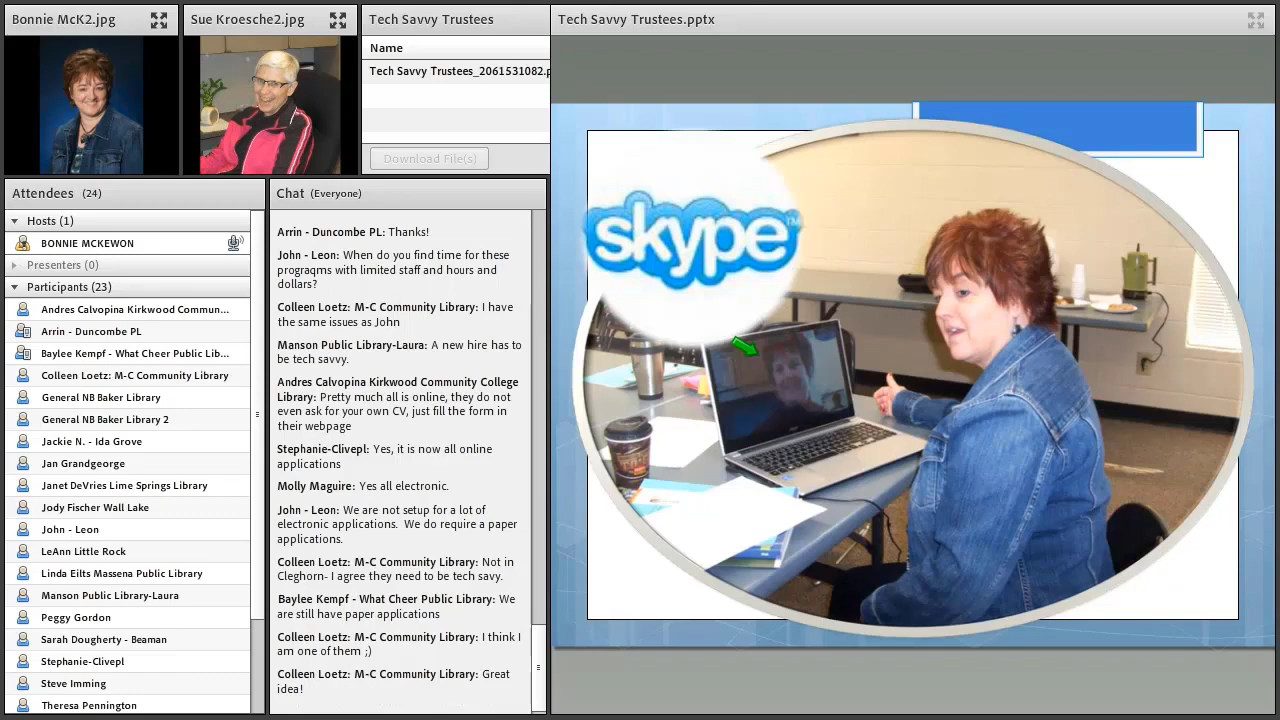 Bonnie McK2.jpg
Sue Kroesche2.jpg
Tech Savvy Trustees
Name
Tech Savvy Trustees_2061531082.p
Download File(s)
Tech Savvy Trustees.pptx
skype
TM
Attendees (24)
Hosts (1)
BONNIE MCKEWON
Presenters (0)
Participants (23)
Andres Calvopina Kirkwood Commun...
Arrin - Duncombe PL
Baylee Kempf - What Cheer Public Lib...
Colleen Loetz: M-C Community Library
General NB Baker Library
General NB Baker Library 2
Jackie N. - Ida Grove
Jan Grandgeorge
Janet DeVries Lime Springs Library
Jody Fischer Wall Lake
John - Leon
LeAnn Little Rock
Linda Eilts Massena Public Library
Manson Public Library-Laura
Peggy Gordon
Sarah Dougherty - Beaman
Stephanie-Clivepl
Steve Imming
Theresa Pennington
Chat (Everyone)
Arrin - Duncombe PL: Thanks!
John - Leon: When do you find time for these
prograqms with limited staff and hours and
dollars?
Colleen Loetz: M-C Community Library: I have
the same issues as John
Manson Public Library-Laura: A new hire has to
be tech savvy.
Andres Calvopina Kirkwood Community College
Library: Pretty much all is online, they do not
even ask for your own CV, just fill the form in
their webpage
Stephanie-Clivepl: Yes, it is now all online
applications
Molly Maguire: Yes all electronic.
John - Leon: We are not setup for a lot of
electronic applications. We do require a paper
applications.
Colleen Loetz: M-C Community Library: Not in
Cleghorn- I agree they need to be tech savy.
Baylee Kempf - What Cheer Public Library: We
are still have paper applications
Colleen Loetz: M-C Community Library: I think I
am one of them ;)
Colleen Loetz: M-C Community Library: Great
idea!